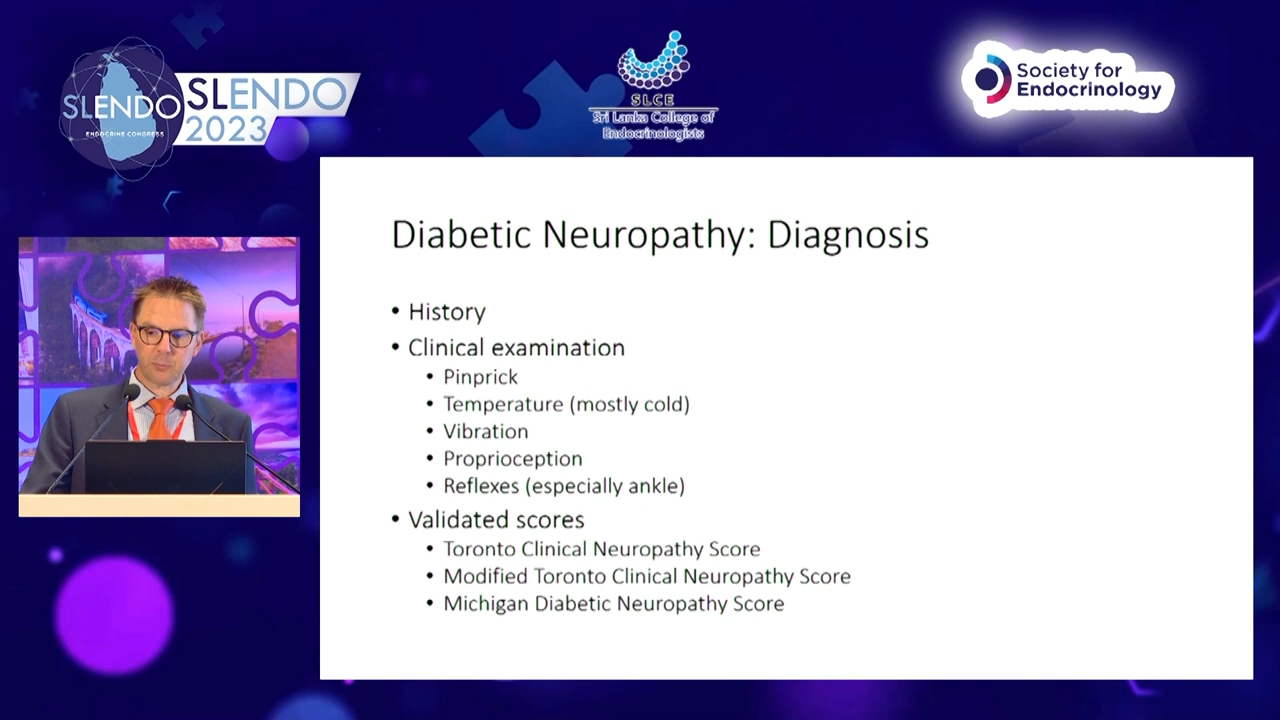 SLENDO
ENDOCRINE CONGRESS
SLENDO
2023
SLCE
Sri Lanka College of
Endocrinologists
Society for
Endocrinology
Diabetic Neuropathy: Diagnosis
• History
• Clinical examination
• Pinprick
• Temperature (mostly cold)
• Vibration
• Proprioception
• Reflexes (especially ankle)
• Validated scores
• Toronto Clinical Neuropathy Score
• Modified Toronto Clinical Neuropathy Score
• Michigan Diabetic Neuropathy Score